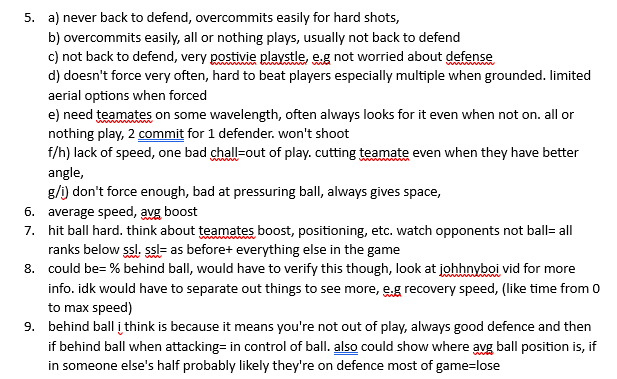 5. a) never back to defend, overcommits easily for hard shots,
b) overcommits easily, all or nothing plays, usually not back to defend
c) not back to defend, very postivie playstle, e.g not worried about defense
d) doesn't force very often, hard to beat players especially multiple when grounded. limited
aerial options when forced
e) need teamates on some wavelength, often always looks for it even when not on. all or
nothing play, 2 commit for 1 defender. won't shoot
f/h) lack of speed, one bad chall=out of play. cutting teamate even when they have better
angle,
g/j) don't force enough, bad at pressuring ball, always gives space,
6. average speed, avg boost
7. hit ball hard. think about teamates boost, positioning, etc. watch opponents not ball= all
ranks below ssl. ssl= as before+ everything else in the game
8. could be= % behind ball, would have to verify this though, look at johhnyboi vid for more
info. idk would have to separate out things to see more, e.g recovery speed, (like time from 0
to max speed)
9. behind ball i think is because it means you're not out of play, always good defence and then
if behind ball when attacking= in control of ball. also could show where avg ball position is, if
in someone else's half probably likely they're on defence most of game=lose